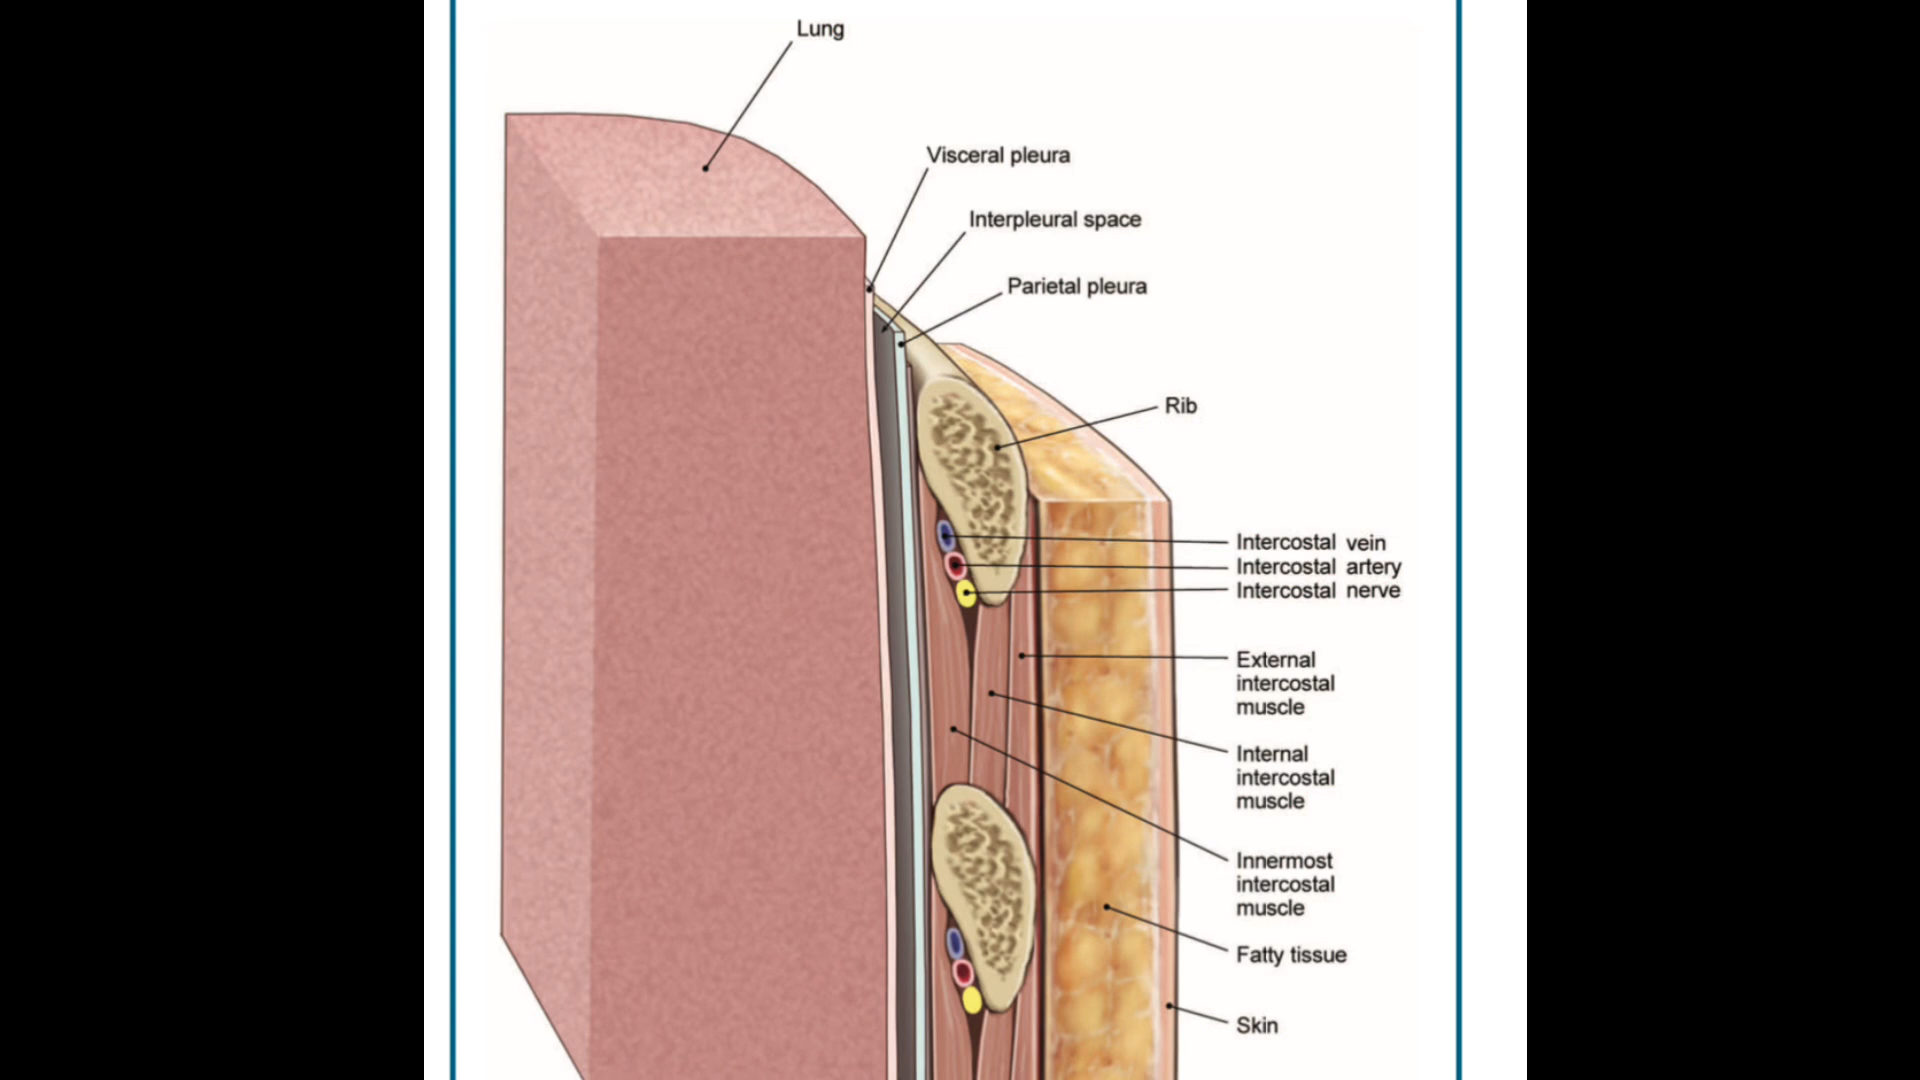 Lung
Visceral pleura
Interpleural space
Parietal pleura
Rib
Intercostal vein
Intercostal artery
Intercostal nerve
External
intercostal
muscle
Internal
intercostal
muscle
Innermost
intercostal
muscle
Fatty tissue
Skin